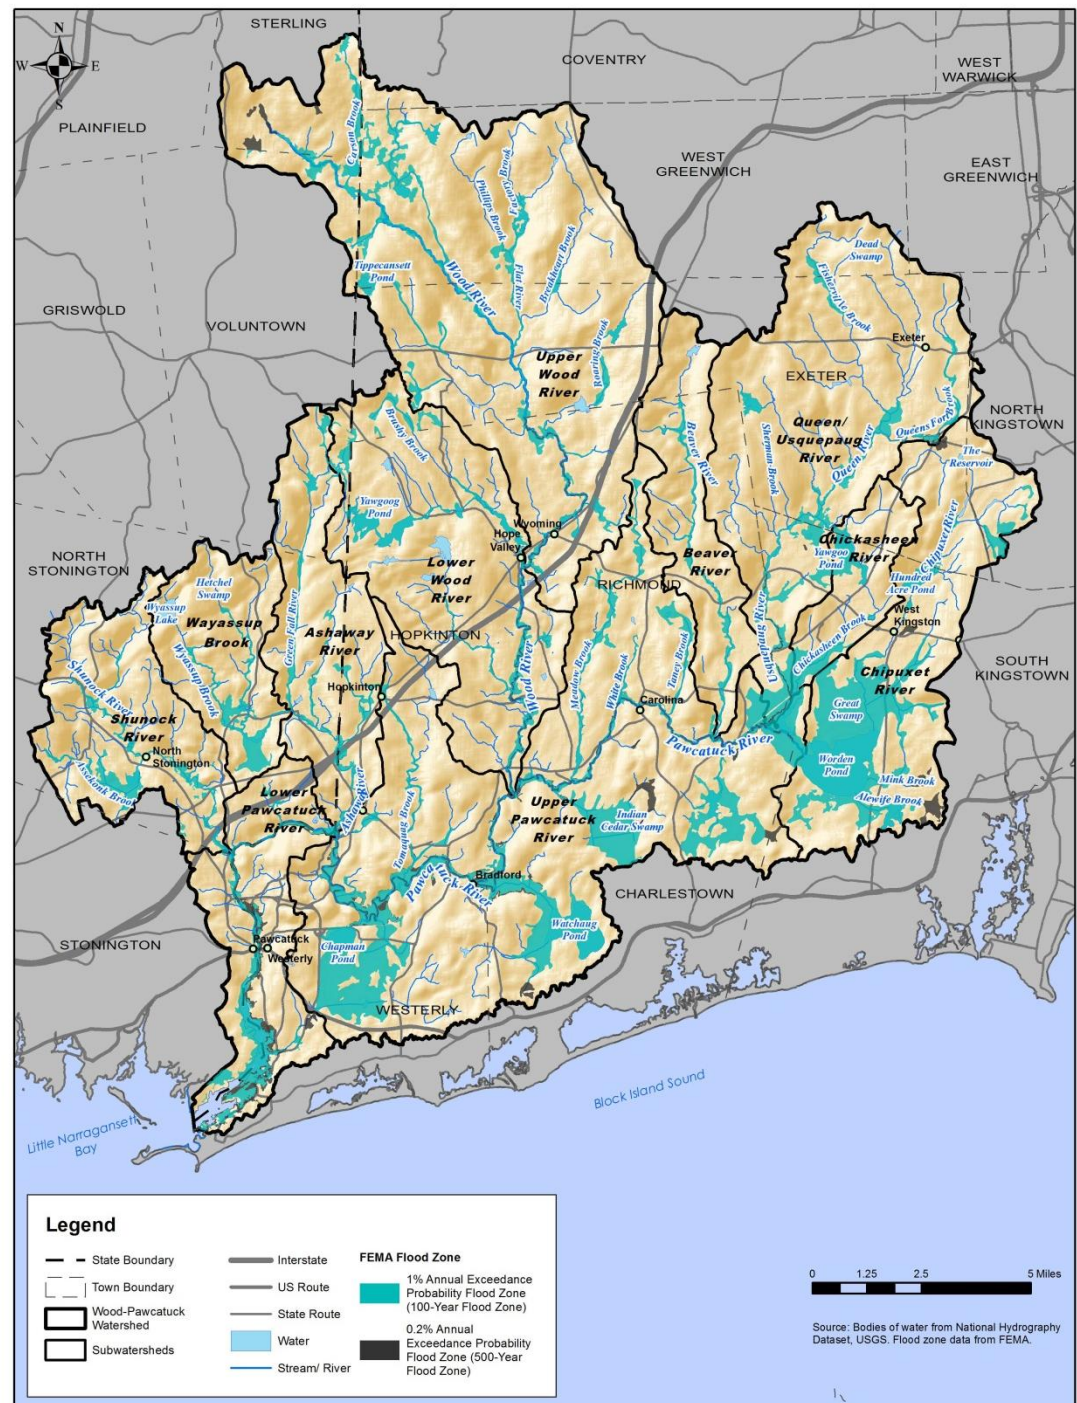 STERLING
COVENTRY
WEST
WARWICK
PLAINFIELD
N
W
E
S
WEST
GREENWICH
EAST
GREENWICH
Carson Brook
Phillips Brook
Factory Brook
Breakheart Brook
Flat River
Tippecansett
Pond
Wood River
Dead
Swamp
Fisherville Brook
GRISWOLD
VOLUNTOWN
Exeter
EXETER
Upper
Wood
River
Roaring Brook
NORTH
KINGSTOWN
Brushy Brook
Beaver River
Sherman Brook
Queen/
Usquepaug
River
Queen River
Queens Fort Brook
The
Reservoir
Yawgoog
Pond
Wyoming
Hope
Valley
Chickasheen
River
Chipuxet River
Yawgoo
Pond
NORTH
STONINGTON
Lower
Wood
River
Beaver
River
RICHMOND
Hundred
Acre Pond
Hetchel
Swamp
Wyassup
Lake
Wayassup
Brook
Green Fall River
Ashaway
River
HOPKINTON
West
Kingston
Usquepaug River
Chickasheen Brook
Wyassup Brook
Shunock River
Hopkinton
Wood River
Meadow Brook
White Brook
Taney Brook
Chipuxet
River
SOUTH
KINGSTOWN
Shunock
River
Carolina
Great
Swamp
North
Stonington
Pawcatuck River
Worden
Pond
Assekonk Brook
Mink Brook
Alewife Brook
Lower
Pawcatuck
River
Ashaway River
Tomaquag Brook
Upper
Pawcatuck
River
Indian
Cedar Swamp
Pawcatuck River
Bradford
CHARLESTOWN
STONINGTON
Pawcatuck
Westerly
Chapman
Pond
Watchaug
Pond
WESTERLY
Block Island Sound
Little Narragansett
Bay
Legend
State Boundary
Town Boundary
Wood-Pawcatuck
Watershed
Subwatersheds
Interstate
US Route
State Route
Water
Stream/ River
FEMA Flood Zone
1% Annual Exceedance
Probability Flood Zone
(100-Year Flood Zone)
0.2% Annual
Exceedance Probability
Flood Zone (500-Year
Flood Zone)
0 1.25 2.5 5 Miles
Source: Bodies of water from National Hydrography
Dataset, USGS. Flood zone data from FEMA.